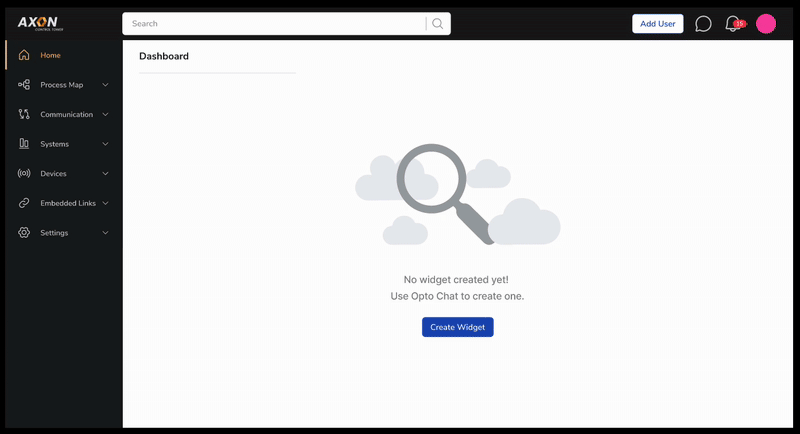 AXON
CONTROL TOWER
Search
Add User
15
Home
Process Map
Communication
Systems
Devices
Embedded Links
Settings
Dashboard
No widget created yet!
Use Opto Chat to create one.
Create Widget